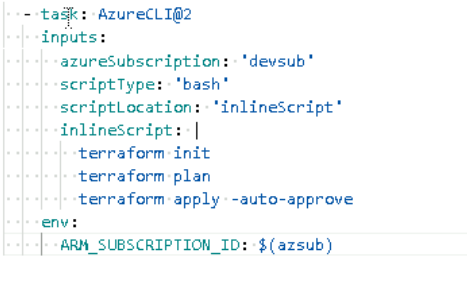 - task: AzureCLI@2
inputs:
azureSubscription: 'devsub'
scriptType: 'bash'
scriptLocation: 'inlineScript'
inlineScript: |
terraform init
terraform plan
terraform apply -auto-approve
env:
ARM_SUBSCRIPTION_ID: $(azsub)